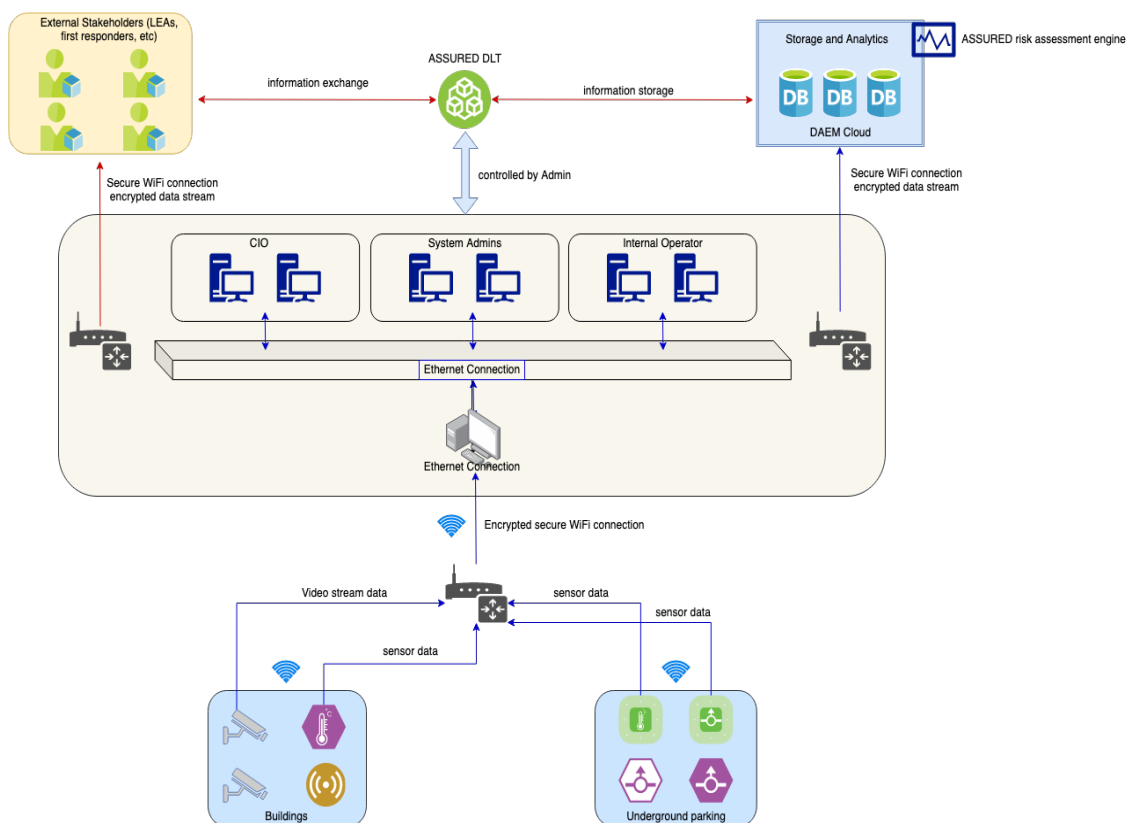 External Stakeholders (LEAs,
first responders, etc)
ASSURED DLT
Storage and Analytics
ASSURED risk assessment engine
information exchange
information storage
DB
DB
DB
DAEM Cloud
Secure WiFi connection
encrypted data stream
controlled by Admin
Secure WiFi connection
encrypted data stream
CIO
System Admins
Internal Operator
Ethernet Connection
Ethernet Connection
Encrypted secure WiFi connection
Video stream data
sensor data
sensor data
sensor data
°C
Buildings
Underground parking